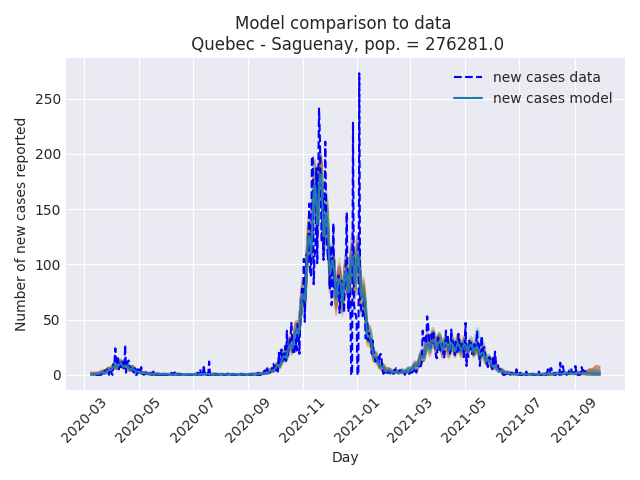 Model comparison to data
Quebec - Saguenay, pop. = 276281.0
new cases data
new cases model
Number of new cases reported
250
200
150
100
50
0
2020-03
2020-05
2020-07
2020-09
2020-11
2021-01
2021-03
2021-05
2021-07
2021-09
Day